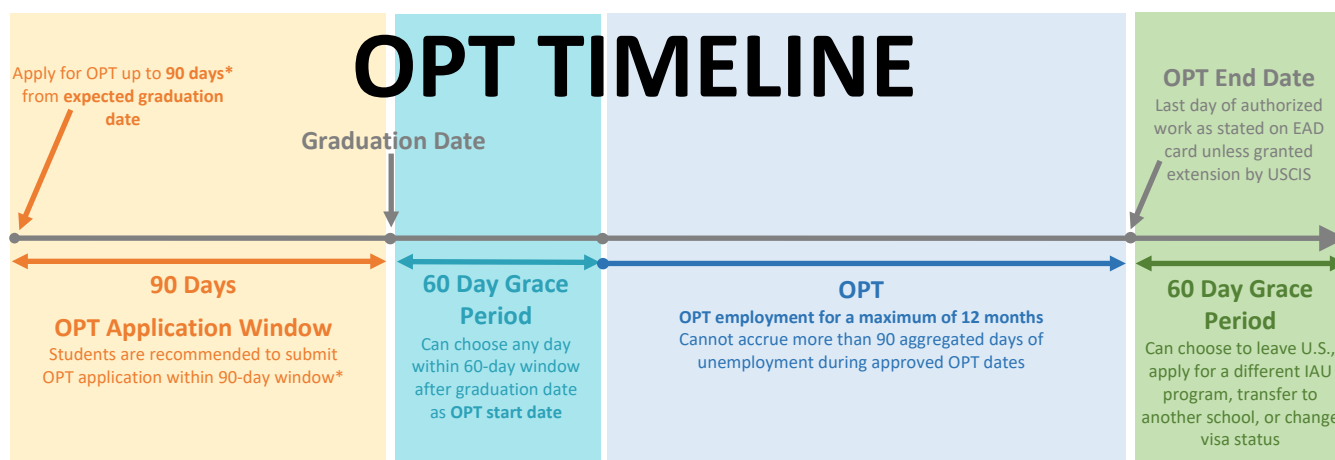 OPT TIMELINE
Apply for OPT up to 90 days*
from expected graduation
date
Graduation Date
OPT End Date
Last day of authorized
work as stated on EAD
card unless granted
extension by USCIS
90 Days
OPT Application Window
Students are recommended to submit
OPT application within 90-day window*
60 Day Grace
Period
Can choose any day
within 60-day window
after graduation date
as OPT start date
OPT
OPT employment for a maximum of 12 months
Cannot accrue more than 90 aggregated days of
unemployment during approved OPT dates
60 Day Grace
Period
Can choose to leave U.S.,
apply for a different IAU
program, transfer to
another school, or change
visa status